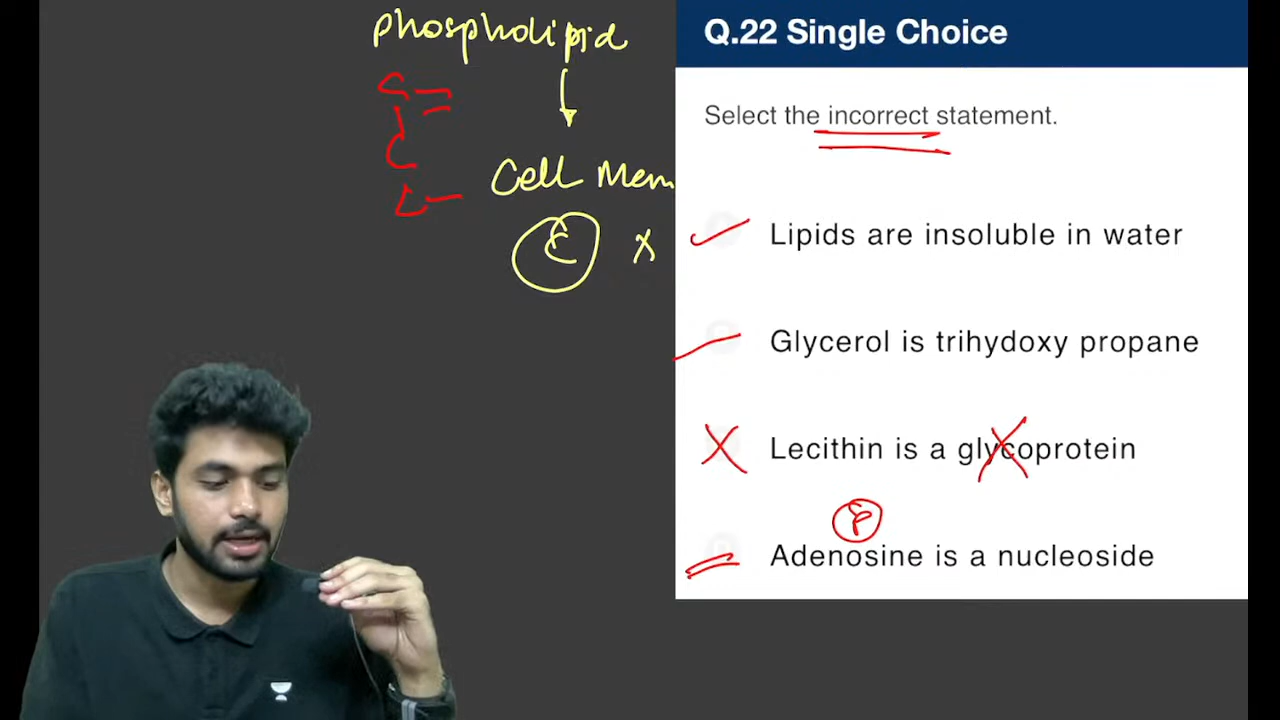 phospholipid
C
C
C
Cell Mem
C X
Q.22 Single Choice
Select the incorrect statement.
Lipids are insoluble in water
Glycerol is trihydoxy propane
Lecithin is a glycoprotein
Adenosine is a nucleoside